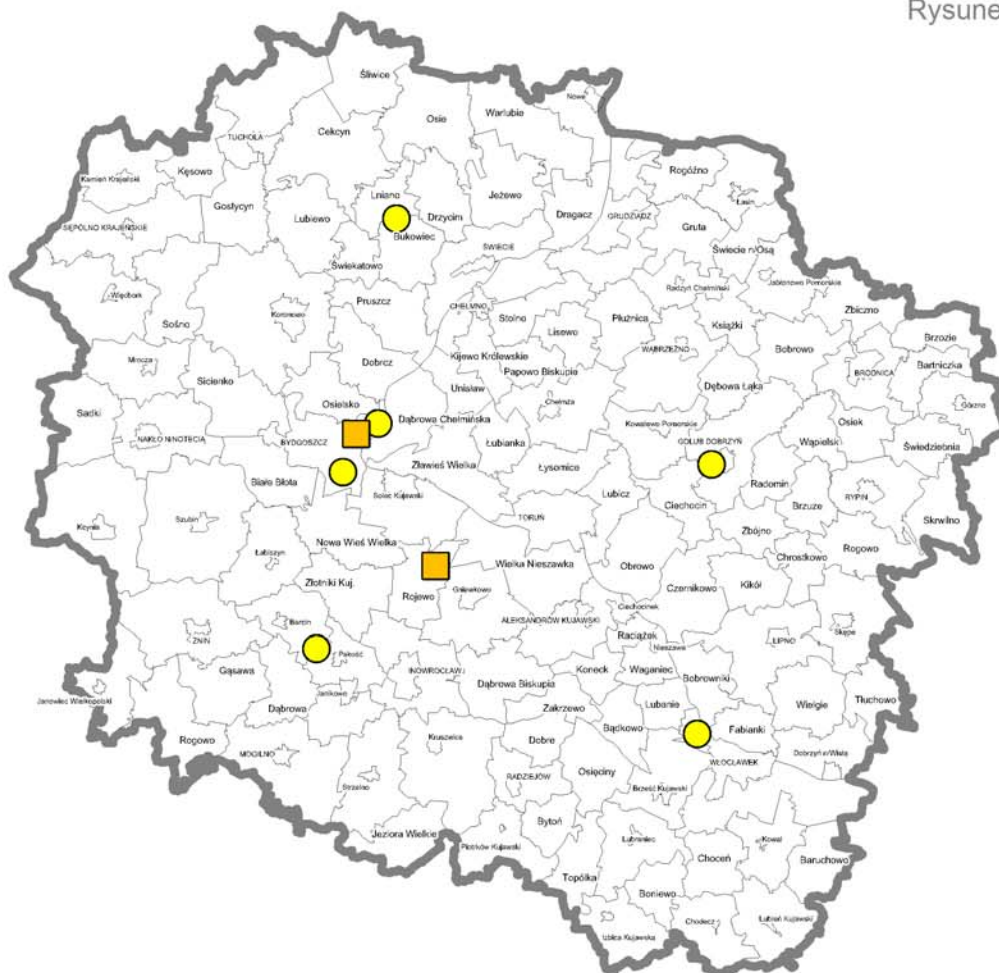 Rysune
Śliwice
Nowe
Osie
Warlubie
Cekcyn
TUCHOLA
Rogóźno
Kęsowo
Kamień Krajeński
Lniano
Jeżewo
Łasin
Gostycyn
Lubiewo
Drzycim
Dragacz
GRUDZIĄDZ
SĘPÓLNO KRAJEŃSKIE
Gruta
Bukowiec
ŚWIECIE
Świecie n/Osą
Świekatowo
Radzyń Chełmiński
Jabłonowo Pomorskie
Więcbork
Pruszcz
CHEŁMNO
Zbiczno
Koronowo
Stolno
Płużnica
Książki
Sośno
Lisewo
Brzozie
WĄBRZEŹNO
Bobrowo
Mrocza
Dobrcz
Kijewo Królewskie
Bartniczka
Papowo Biskupie
BRODNICA
Sicienko
Unisław
Dębowa Łąka
Chełmża
Górzno
Osielsko
Sadki
Dąbrowa Chełmińska
Kowalewo Pomorskie
Osiek
NAKŁO N/NOTECIĄ
BYDGOSZCZ
Łubianka
GOLUB DOBRZYŃ
Wąpielsk
Świedziebnia
Zławieś Wielka
Łysomice
Białe Błota
Radomin
Solec Kujawski
Lubicz
RYPIN
Ciechocin
Brzuze
Szubin
TORUŃ
Skrwilno
Kcynia
Zbójno
Nowa Wieś Wielka
Rogowo
Łabiszyn
Chrostkowo
Wielka Nieszawka
Obrowo
Złotniki Kuj.
Kikół
Czernikowo
Rojewo
Gniewkowo
Ciechocinek
Barcin
ALEKSANDRÓW KUJAWSKI
Skępe
ŻNIN
Raciążek
LIPNO
Pakość
Nieszawa
Gąsawa
INOWROCŁAW
Koneck
Waganiec
Bobrowniki
Dąbrowa Biskupia
Janikowo
Janowiec Wielkopolski
Tłuchowo
Dąbrowa
Zakrzewo
Lubanie
Wielgie
Bądkowo
Fabianki
Rogowo
Kruszwica
Dobre
MOGILNO
Dobrzyń n/Wisłą
WŁOCŁAWEK
Osięciny
RADZIEJÓW
Strzelno
Brześć Kujawski
Bytoń
Jeziora Wielkie
Lubraniec
Kowal
Piotrków Kujawski
Choceń
Baruchowo
Topólka
Boniewo
Chodecz
Lubień Kujawski
Izbica Kujawska